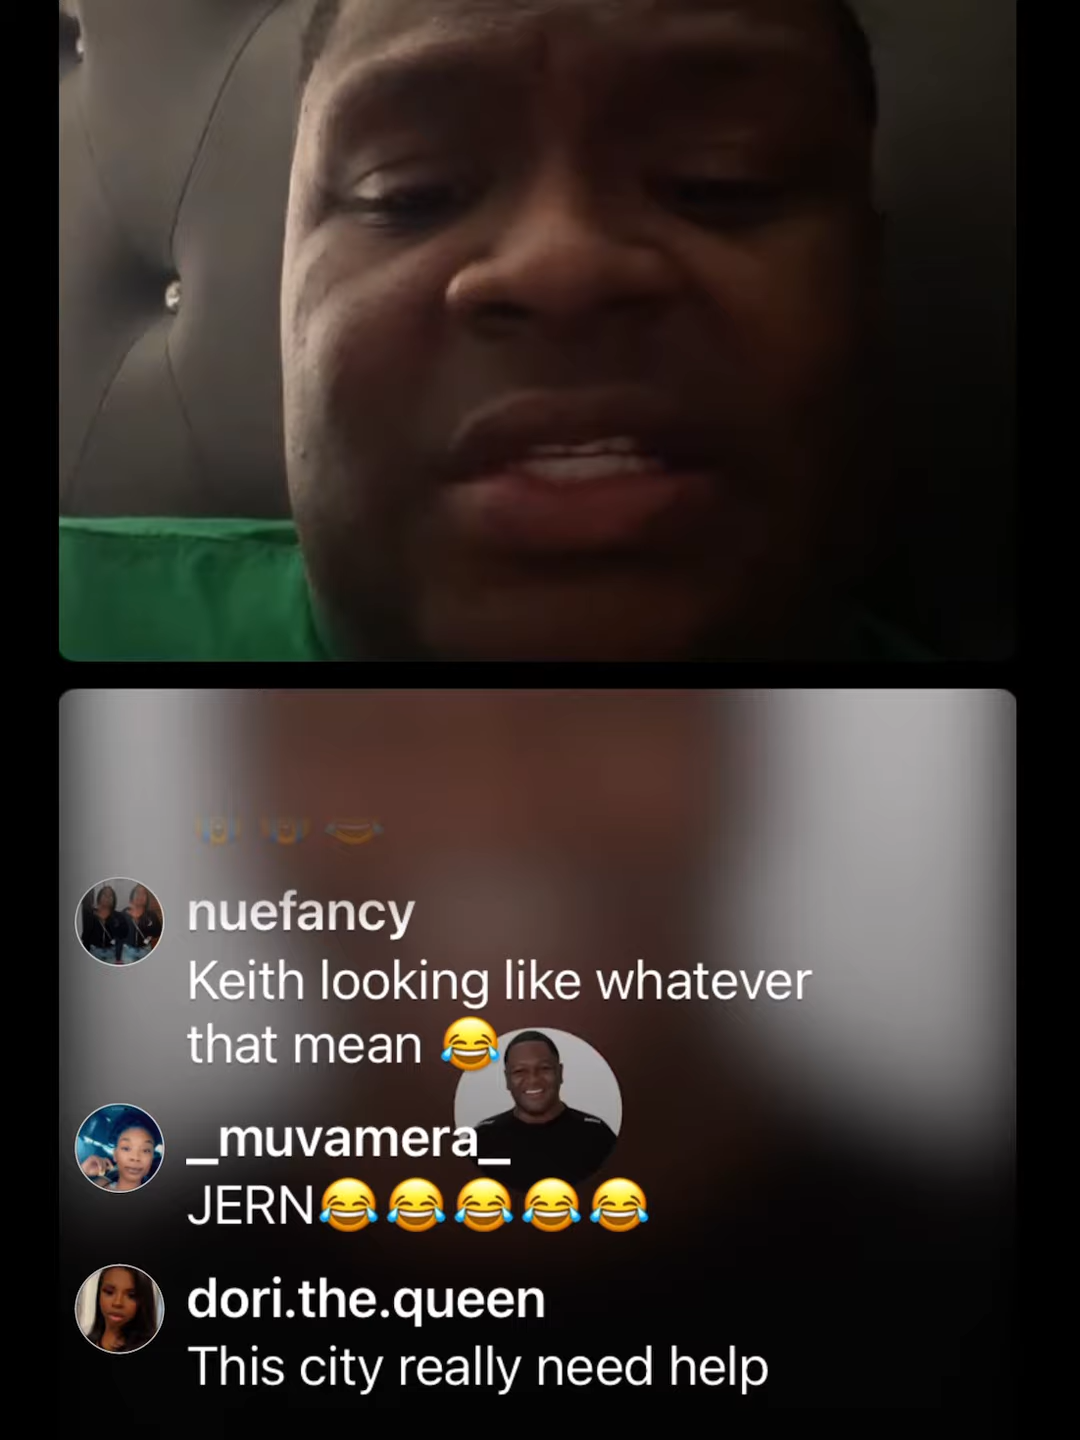 nuefancy
Keith looking like whatever
that mean 😂
_muvamera_
JERN😂😂😂😂😂
dori.the.queen
This city really need help